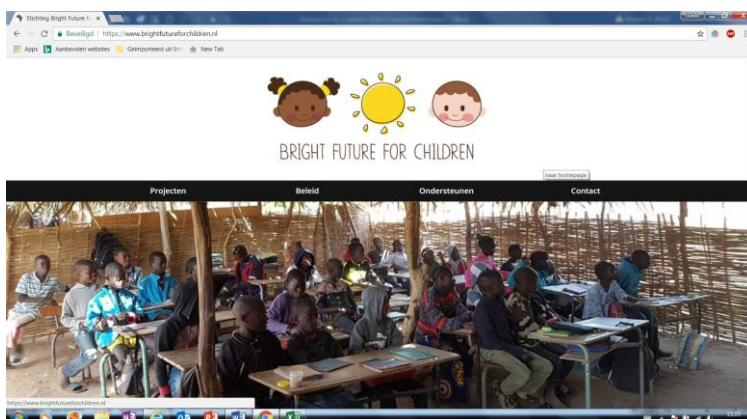 Stichting Bright Future
Beveiligd | https://www.brightfutureforchildren.nl
Apps Aanbevolen websites Geïmporteerd uit New Tab
BRIGHT FUTURE FOR CHILDREN
naar homepage
Projecten Beleid Ondersteunen Contact
https://www.brightfutureforchildren.nl